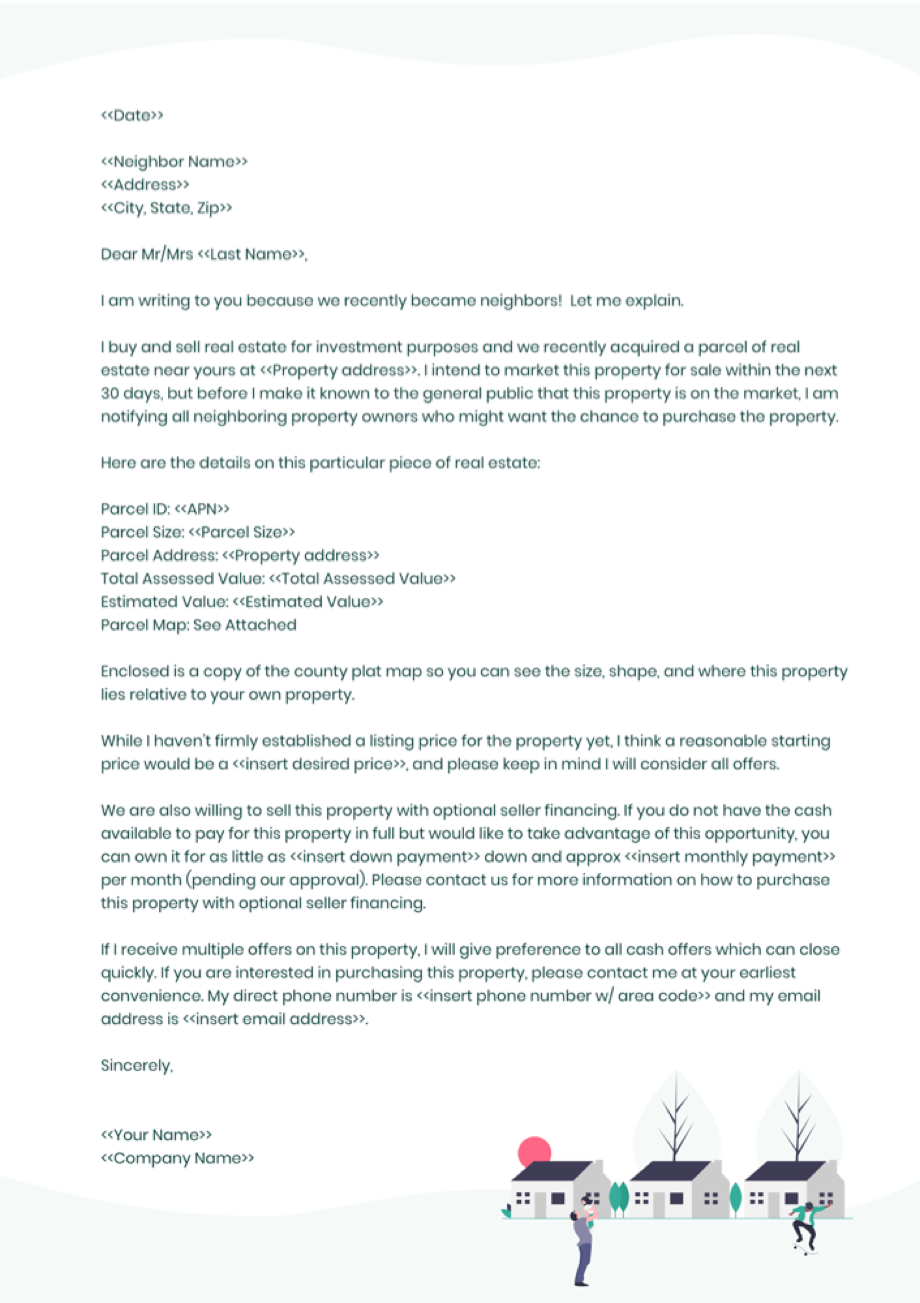 <<Date>>
<<Neighbor Name>>
<<Address>>
<<City, State, Zip>>
Dear Mr/Mrs <<Last Name>>,
I am writing to you because we recently became neighbors!  Let me explain.
I buy and sell real estate for investment purposes and we recently acquired a parcel of real
estate near yours at <<Property address>>. I intend to market this property for sale within the next
30 days, but before I make it known to the general public that this property is on the market, I am
notifying all neighboring property owners who might want the chance to purchase the property.
Here are the details on this particular piece of real estate:
Parcel ID: <<APN>>
Parcel Size: <<Parcel Size>>
Parcel Address: <<Property address>>
Total Assessed Value: <<Total Assessed Value>>
Estimated Value: <<Estimated Value>>
Parcel Map: See Attached
Enclosed is a copy of the county plat map so you can see the size, shape, and where this property
lies relative to your own property.
While I haven't firmly established a listing price for the property yet, I think a reasonable starting
price would be a <<insert desired price>>, and please keep in mind I will consider all offers.
We are also willing to sell this property with optional seller financing. If you do not have the cash
available to pay for this property in full but would like to take advantage of this opportunity, you
can own it for as little as <<insert down payment>> down and approx <<insert monthly payment>>
per month (pending our approval). Please contact us for more information on how to purchase
this property with optional seller financing.
If I receive multiple offers on this property, I will give preference to all cash offers which can close
quickly. If you are interested in purchasing this property, please contact me at your earliest
convenience. My direct phone number is <<insert phone number w/ area code>> and my email
address is <<insert email address>>.
Sincerely,
<<Your Name>>
<<Company Name>>